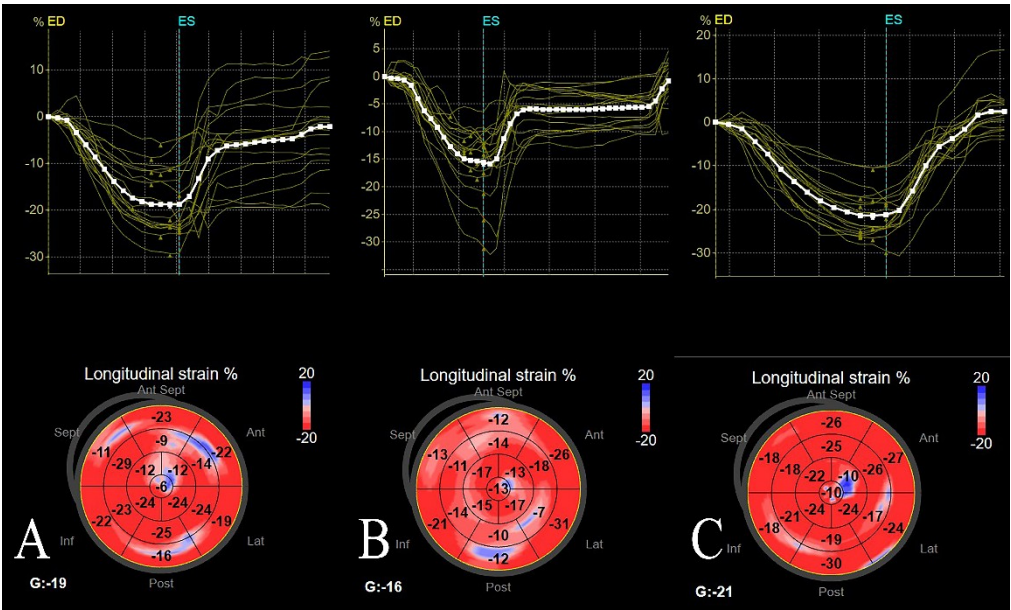 % ED ES
10
0
-10
-20
-30
% ED ES
5
0
-5
-10
-15
-20
-25
-30
% ED ES
20
10
0
-10
-20
-30
Longitudinal strain %
20
-20
Ant Sept
Sept
Ant
Inf
Lat
Post
-23
-9
-11
-22
-29
-14
-12
-12
-6
-24
-24
-23
-24
-22
-19
-25
-16
A
G:-19
Longitudinal strain %
20
-20
Ant Sept
Sept
Ant
Inf
Lat
Post
-12
-14
-13
-26
-11
-18
-17
-13
-13
-15
-17
-14
-7
-21
-31
-10
-12
B
G:-16
Longitudinal strain %
20
-20
Ant Sept
Sept
Ant
Inf
Lat
Post
-26
-25
-18
-27
-18
-26
-22
-10
-10
-24
-24
-21
-17
-18
-24
-19
-30
C
G:-21